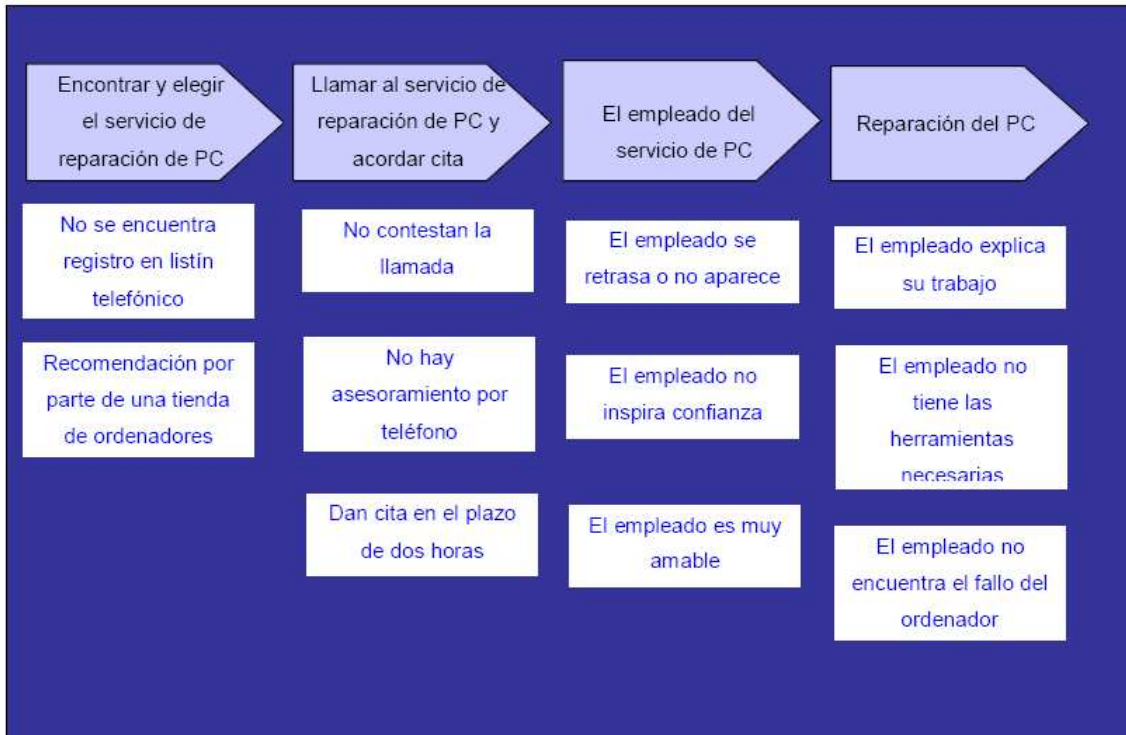 Encontrar y elegir
el servicio de
reparación de PC
Llamar al servicio de
reparación de PC y
acordar cita
El empleado del
servicio de PC
Reparación del PC
No se encuentra
registro en listín
telefónico
Recomendación por
parte de una tienda
de ordenadores
No contestan la
llamada
No hay
asesoramiento por
teléfono
Dan cita en el plazo
de dos horas
El empleado se
retrasa o no aparece
El empleado no
inspira confianza
El empleado es muy
amable
El empleado explica
su trabajo
El empleado no
tiene las
herramientas
necesarias
El empleado no
encuentra el fallo del
ordenador